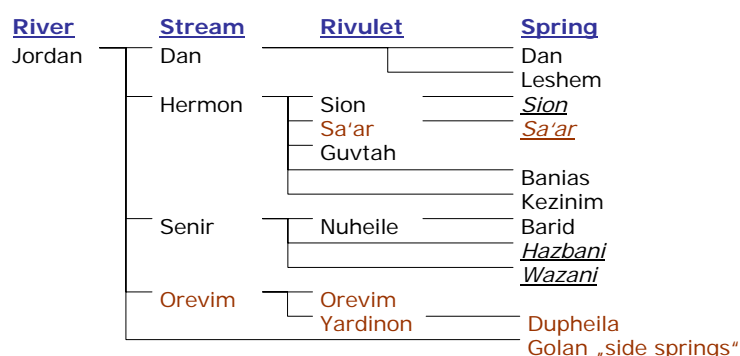 River Stream Rivulet Spring
Jordan Dan Dan
Leshem
Hermon Sion Sion
Sa‘ar Sa‘ar
Guvtah
Banias
Kezinim
Senir Nuheile Barid
Hazbani
Wazani
Orevim Orevim
Yardinon Dupheila
Golan „side springs“